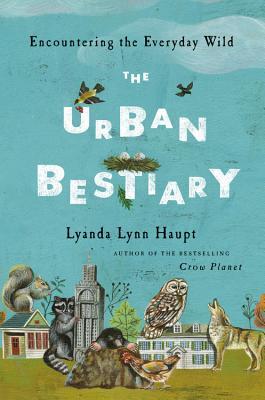 Encountering the Everyday Wild
THE
URBAN
BESTIARY
Lyanda Lynn Haupt
AUTHOR OF THE BESTSELLING
Crow Planet